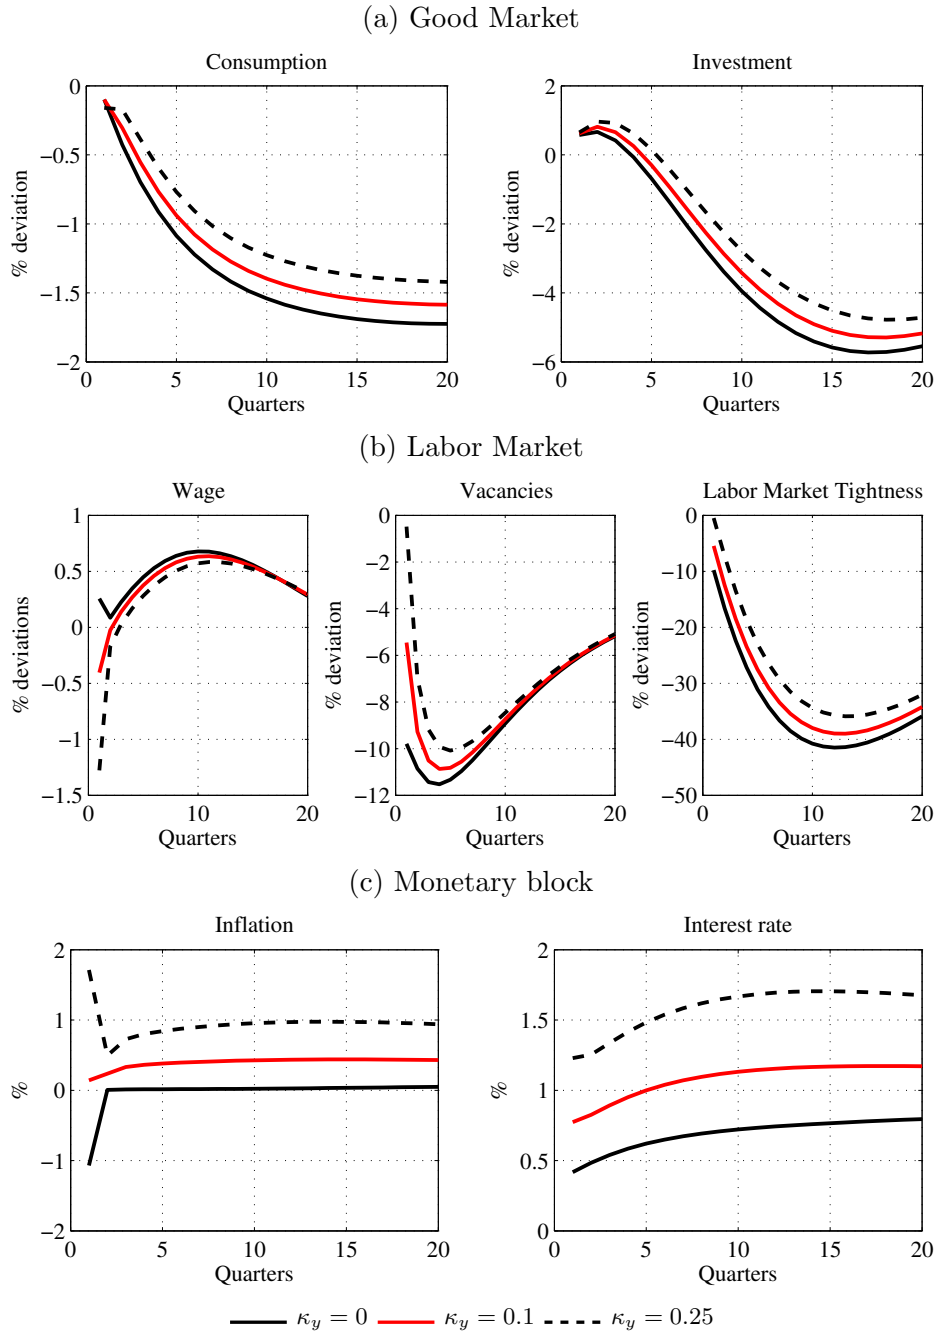 (a) Good Market
Consumption
Investment
% deviation
0
−0.5
−1
−1.5
−2
0 5 10 15 20
Quarters
% deviation
2
0
−2
−4
−6
0 5 10 15 20
Quarters
(b) Labor Market
Wage
Vacancies
Labor Market Tightness
% deviations
1
0.5
0
−0.5
−1
−1.5
0 10 20
Quarters
% deviation
0
−2
−4
−6
−8
−10
−12
0 10 20
Quarters
% deviation
0
−10
−20
−30
−40
−50
0 10 20
Quarters
(c) Monetary block
Inflation
Interest rate
%
2
1
0
−1
−2
0 5 10 15 20
Quarters
%
2
1.5
1
0.5
0
0 5 10 15 20
Quarters
κ_y = 0 κ_y = 0.1 κ_y = 0.25